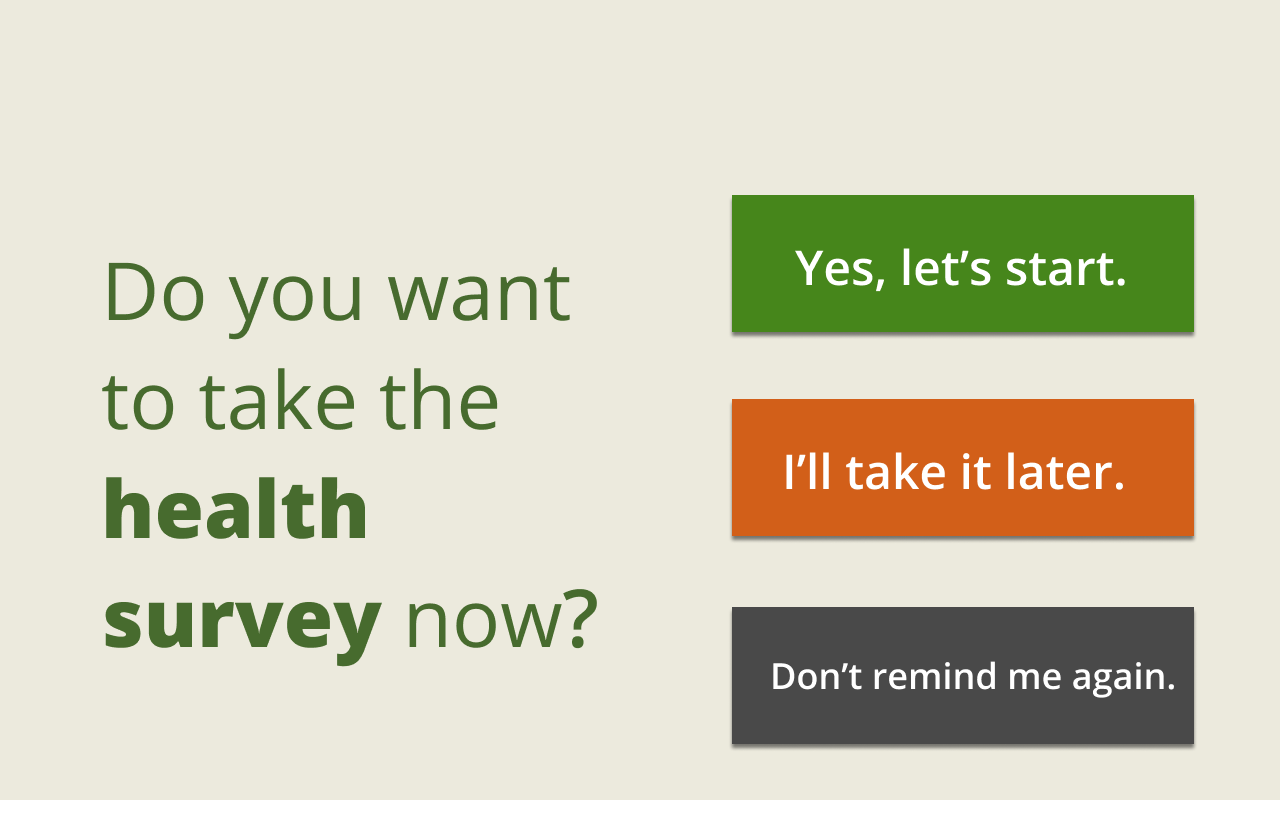 Do you want
to take the
health
survey now?
Yes, let’s start.
I’ll take it later.
Don’t remind me again.